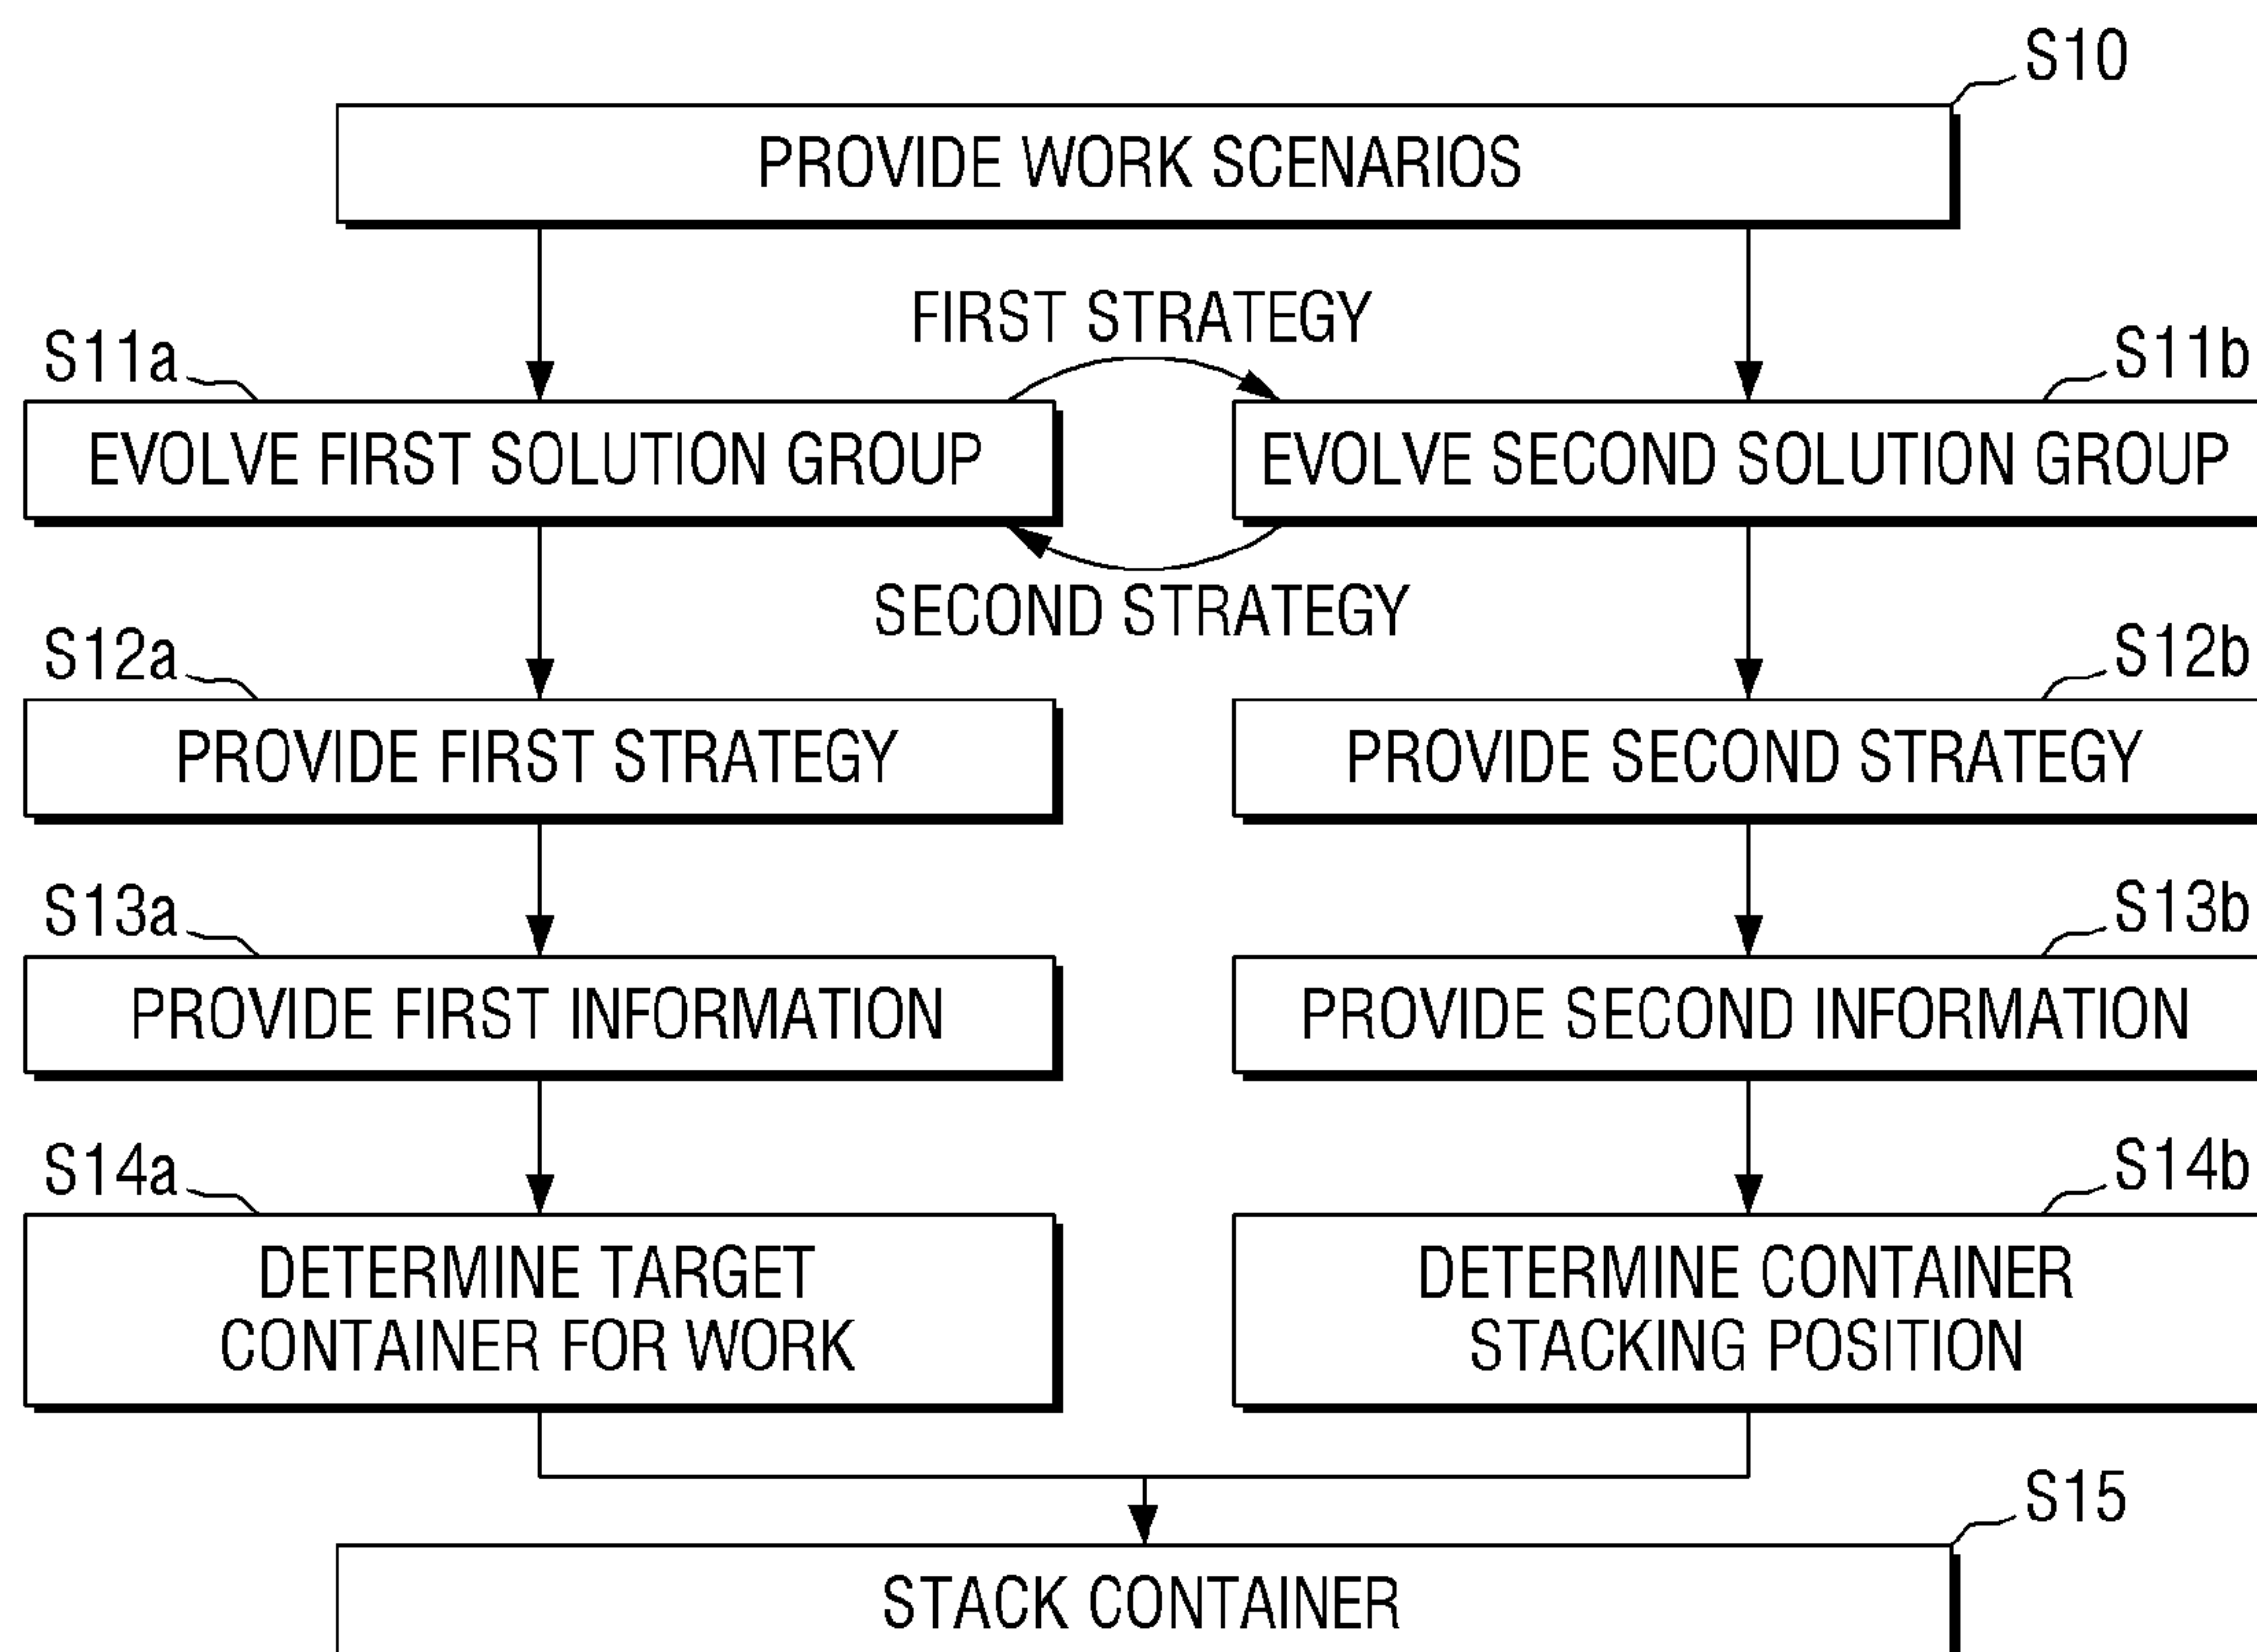 S10
PROVIDE WORK SCENARIOS
FIRST STRATEGY
S11a
S11b
EVOLVE FIRST SOLUTION GROUP
EVOLVE SECOND SOLUTION GROUP
SECOND STRATEGY
S12a
S12b
PROVIDE FIRST STRATEGY
PROVIDE SECOND STRATEGY
S13a
S13b
PROVIDE FIRST INFORMATION
PROVIDE SECOND INFORMATION
S14a
S14b
DETERMINE TARGET
CONTAINER FOR WORK
DETERMINE CONTAINER
STACKING POSITION
S15
STACK CONTAINER